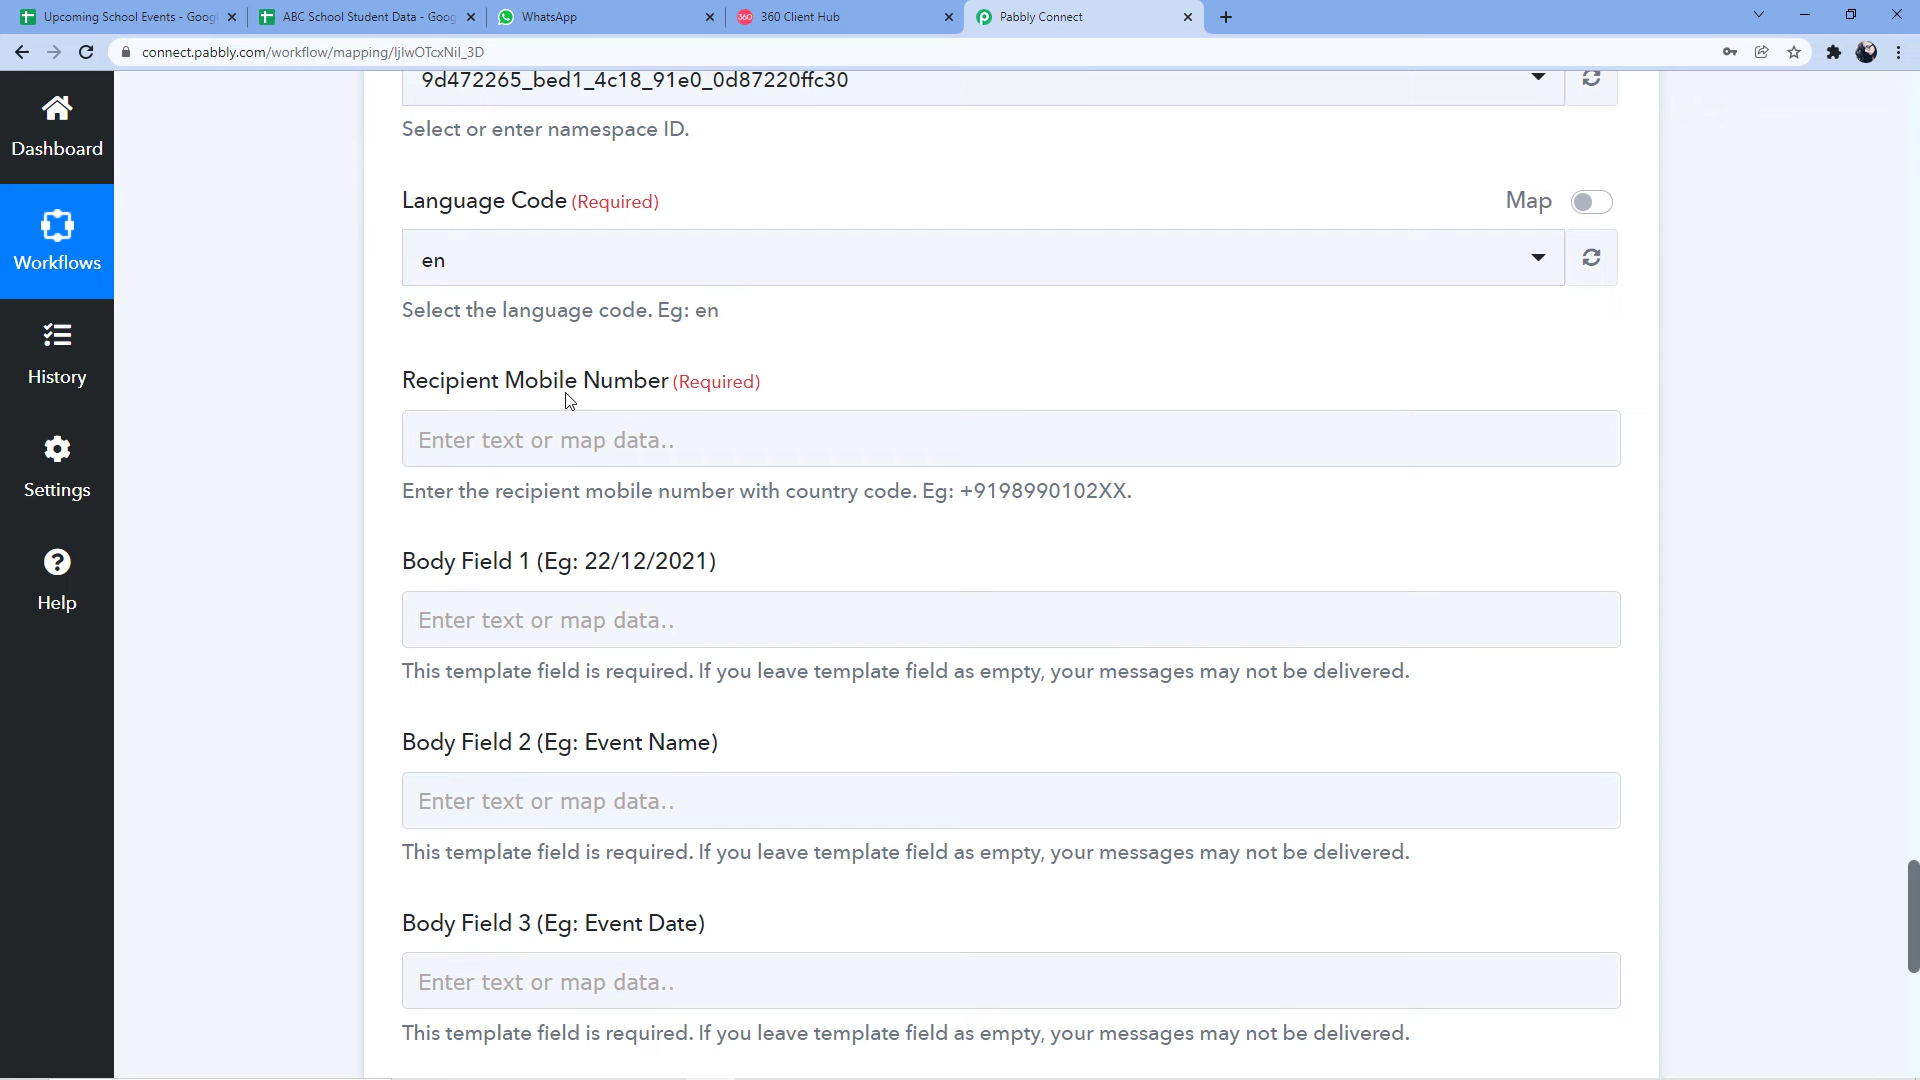 Upcoming School Events - Goog
ABC School Student Data - Goog
WhatsApp
360
360 Client Hub
Pabbly Connect
connect.pabbly.com/workflow/mapping/IjIwOTcxNiI_3D
9d472265_bed1_4c18_91e0_0d87220ffc30
Select or enter namespace ID.
Language Code (Required)
Map
en
Select the language code. Eg: en
Recipient Mobile Number (Required)
Enter text or map data..
Enter the recipient mobile number with country code. Eg: +9198990102XX.
Body Field 1 (Eg: 22/12/2021)
Enter text or map data..
This template field is required. If you leave template field as empty, your messages may not be delivered.
Body Field 2 (Eg: Event Name)
Enter text or map data..
This template field is required. If you leave template field as empty, your messages may not be delivered.
Body Field 3 (Eg: Event Date)
Enter text or map data..
This template field is required. If you leave template field as empty, your messages may not be delivered.
Dashboard
Workflows
History
Settings
Help